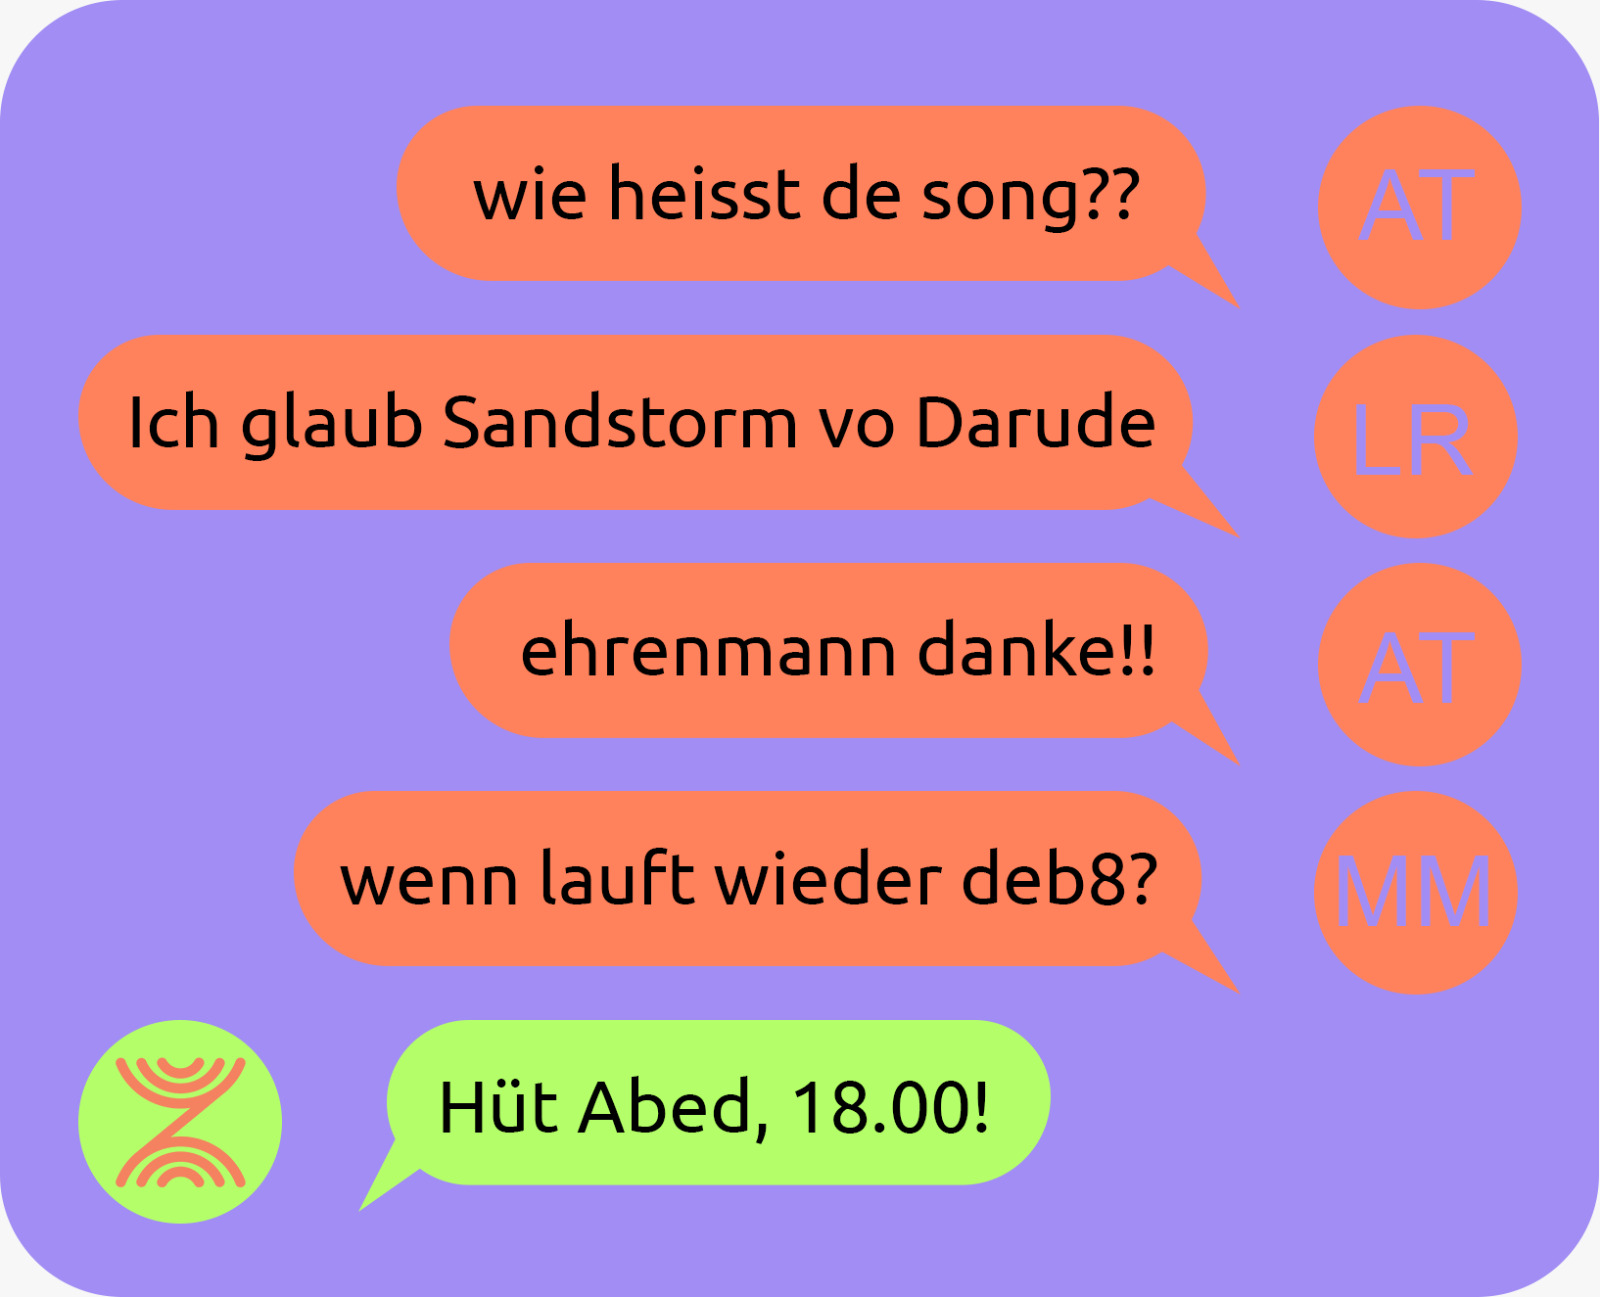 wie heisst de song??
AT
Ich glaub Sandstorm vo Darude
LR
ehrenmann danke!!
AT
wenn lauft wieder deb8?
MM
Hüt Abed, 18.00!